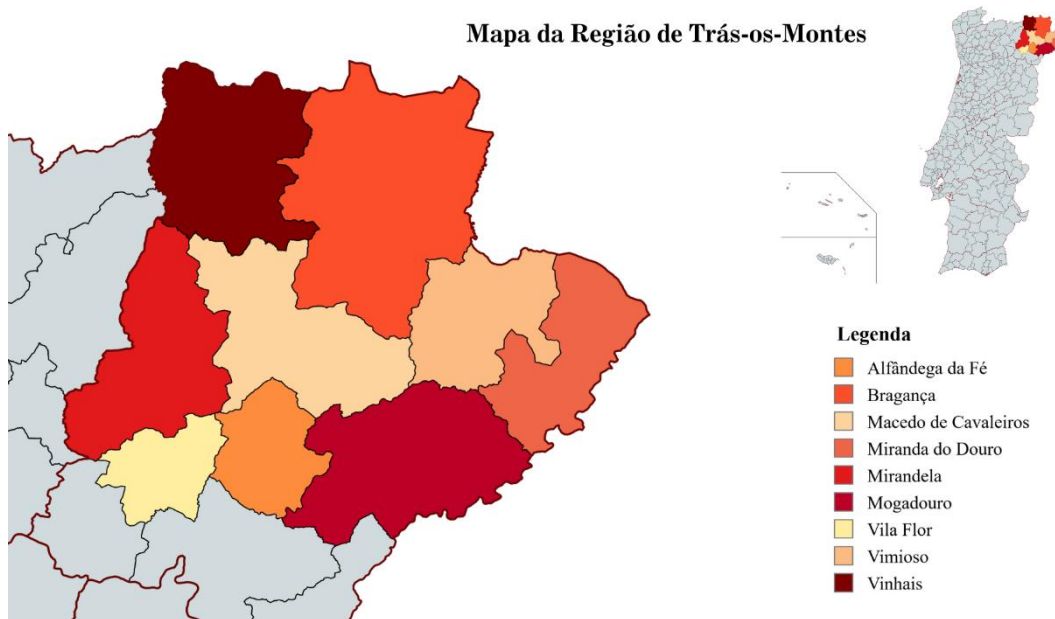 Mapa da Região de Trás-os-Montes
Legenda
Alfândega da Fé
Bragança
Macedo de Cavaleiros
Miranda do Douro
Mirandela
Mogadouro
Vila Flor
Vimioso
Vinhais